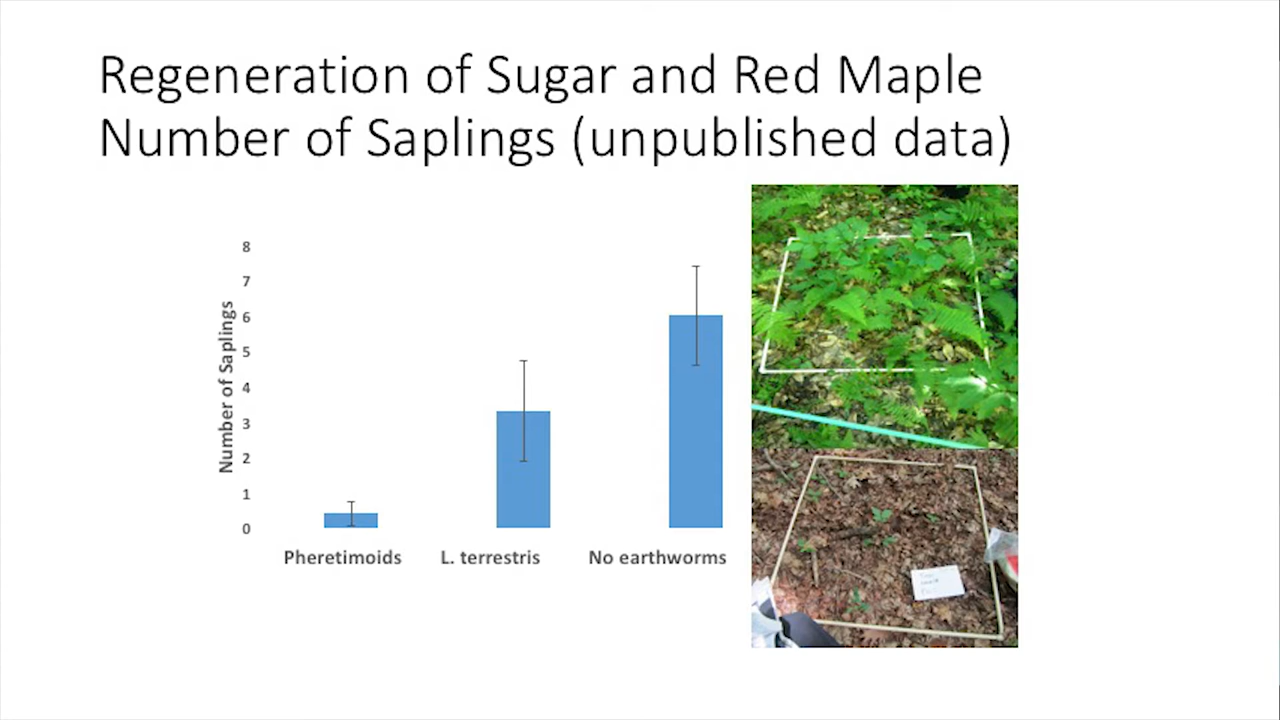 Regeneration of Sugar and Red Maple
Number of Saplings (unpublished data)
Number of Saplings
8
7
6
5
4
3
2
1
0
Pheretimoids
L. terrestris
No earthworms